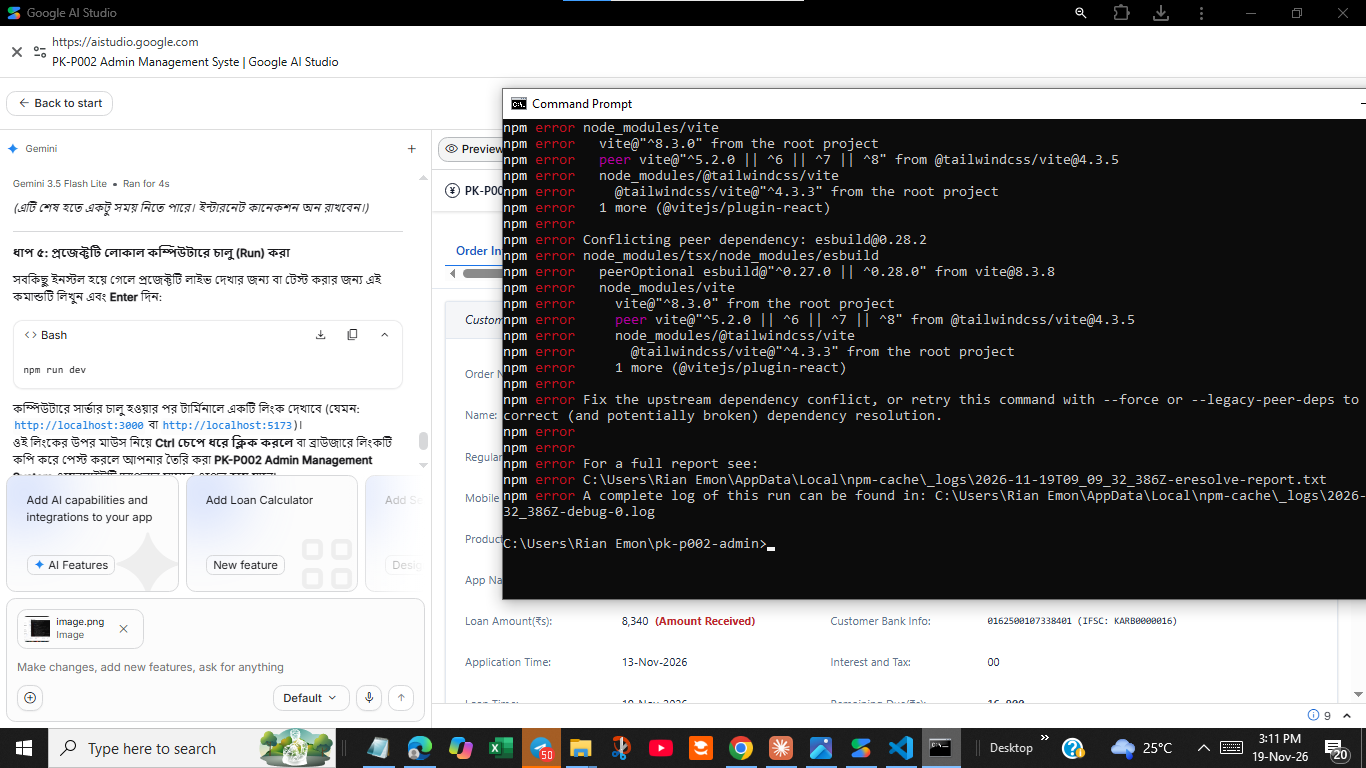 Google AI Studio
https://aistudio.google.com
PK-P002 Admin Management Syste | Google AI Studio
Back to start
Gemini
Gemini 3.5 Flash Lite • Ran for 4s
(এটি শেষ হতে একটু সময় নিতে পারে। ইন্টারনেট কানেকশন অন রাখবেন।)
ধাপ ৫: প্রজেক্টটি লোকাল কম্পিউটারে চালু (Run) করা
সবকিছু ইনস্টল হয়ে গেলে প্রজেক্টটি লাইভ দেখার জন্য বা টেস্ট করার জন্য এই
কমান্ডটি লিখুন এবং Enter দিন:
Bash
npm run dev
কম্পিউটারে সার্ভার চালু হওয়ার পর টার্মিনালে একটি লিংক দেখাবে (যেমন:
http://localhost:3000 বা http://localhost:5173)।
ওই লিংকের উপর মাউস নিয়ে Ctrl চেপে ধরে ক্লিক করলে বা ব্রাউজারে লিংকটি
কপি করে পেস্ট করলে আপনার তৈরি করা PK-P002 Admin Management
Add AI capabilities and
integrations to your app
AI Features
Add Loan Calculator
New feature
Add S
Desig
image.png
Image
Make changes, add new features, ask for anything
Default
Preview
PK-P00
Order In
Custom
Order N
Name:
Regular
Mobile
Product
App Na
Loan Amount(₹s):
8,340 (Amount Received)
Customer Bank Info:
0162500107338401 (IFSC: KARB0000016)
Application Time:
13-Nov-2026
Interest and Tax:
00
Loan Time:
19-Nov-2026
Remaining Due(₹s):
16,800
9
Command Prompt
npm error node_modules/vite
npm error   vite@"^8.3.0" from the root project
npm error   peer vite@"^5.2.0 || ^6 || ^7 || ^8" from @tailwindcss/vite@4.3.5
npm error   node_modules/@tailwindcss/vite
npm error     @tailwindcss/vite@"^4.3.3" from the root project
npm error   1 more (@vitejs/plugin-react)
npm error
npm error Conflicting peer dependency: esbuild@0.28.2
npm error node_modules/tsx/node_modules/esbuild
npm error   peerOptional esbuild@"^0.27.0 || ^0.28.0" from vite@8.3.8
npm error   node_modules/vite
npm error     vite@"^8.3.0" from the root project
npm error     peer vite@"^5.2.0 || ^6 || ^7 || ^8" from @tailwindcss/vite@4.3.5
npm error     node_modules/@tailwindcss/vite
npm error       @tailwindcss/vite@"^4.3.3" from the root project
npm error     1 more (@vitejs/plugin-react)
npm error
npm error Fix the upstream dependency conflict, or retry this command with --force or --legacy-peer-deps to
correct (and potentially broken) dependency resolution.
npm error
npm error
npm error For a full report see:
npm error C:\Users\Rian Emon\AppData\Local\npm-cache\_logs\2026-11-19T09_09_32_386Z-eresolve-report.txt
npm error A complete log of this run can be found in: C:\Users\Rian Emon\AppData\Local\npm-cache\_logs\2026-
32_386Z-debug-0.log
C:\Users\Rian Emon\pk-p002-admin>
Type here to search
50
Desktop
25°C
3:11 PM
19-Nov-26
20